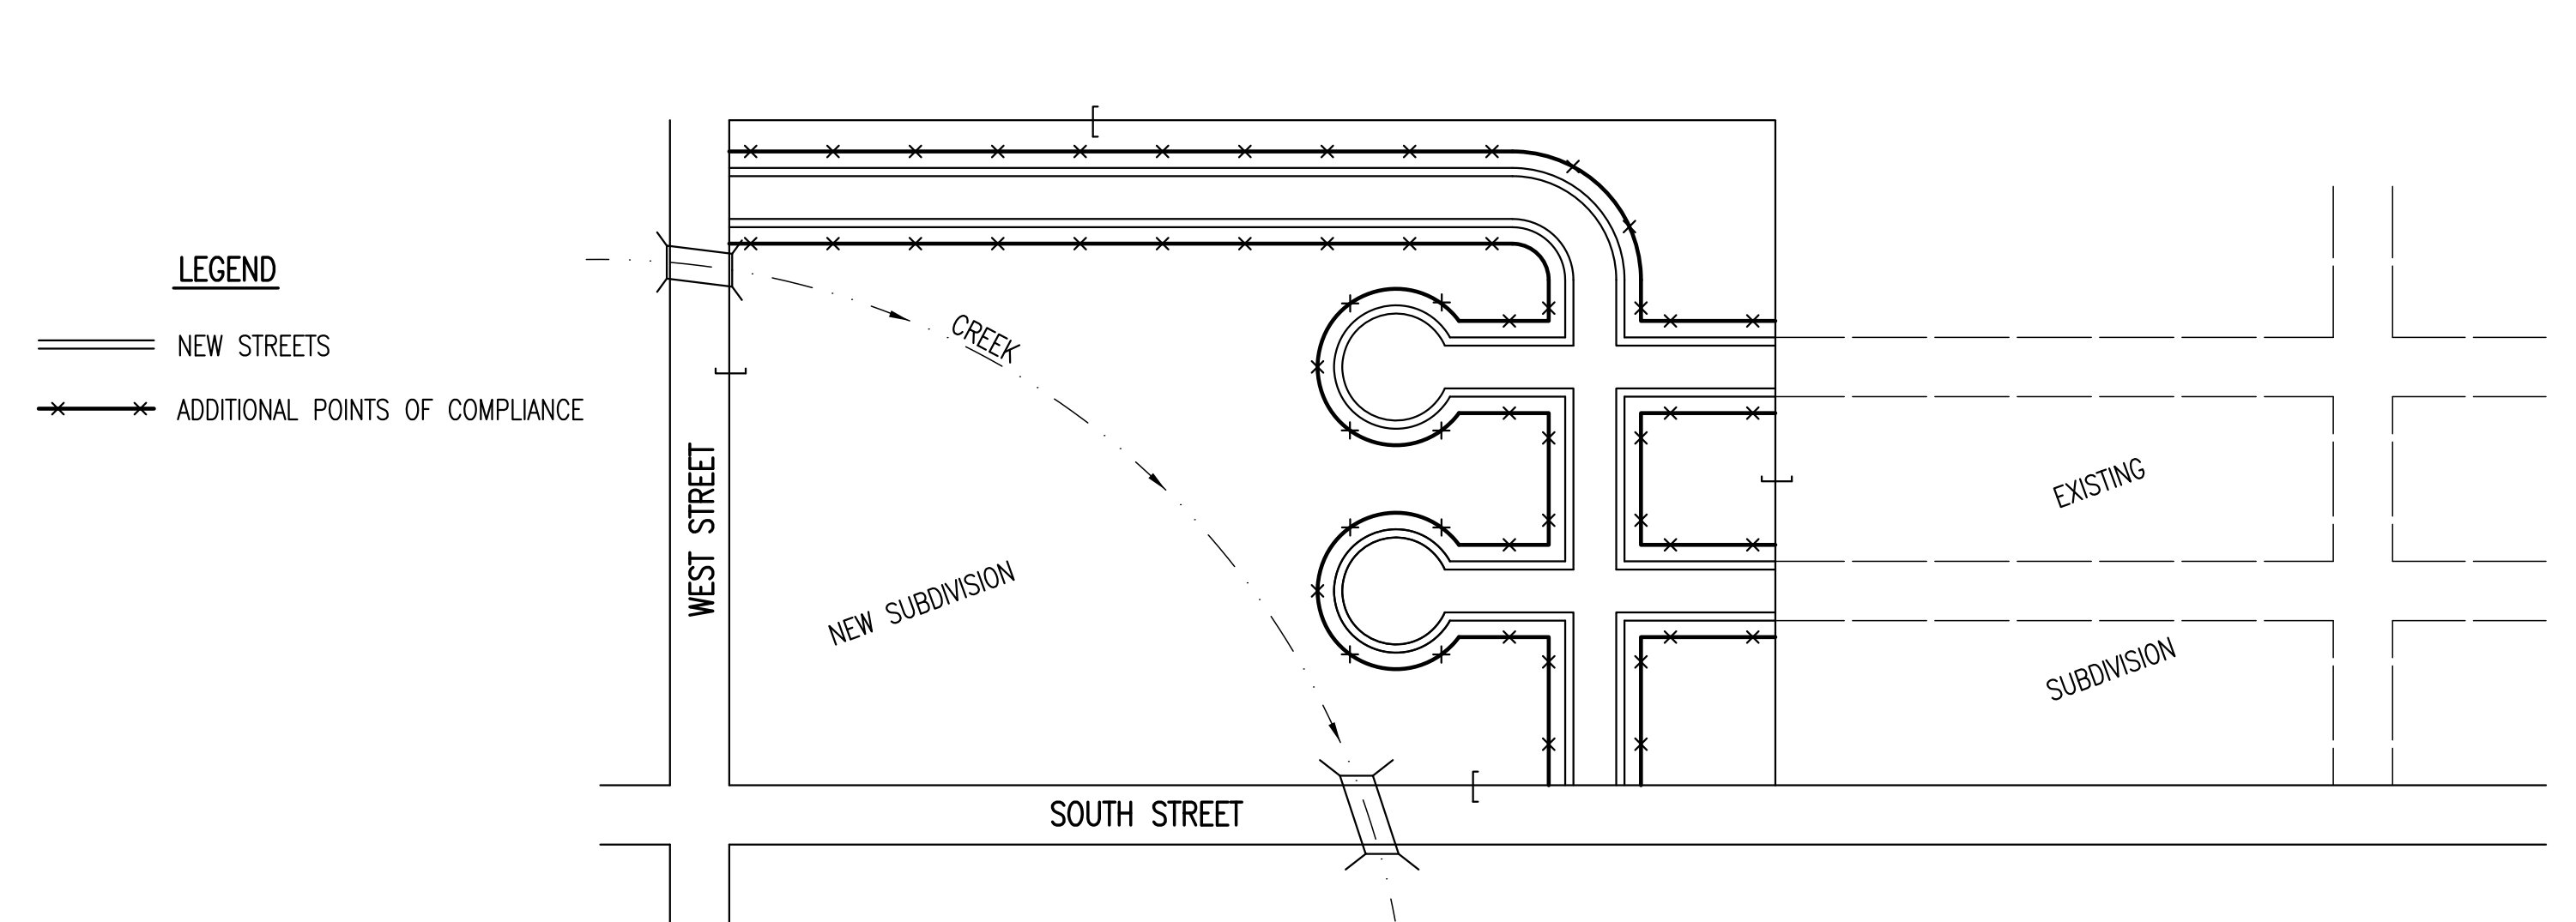 LEGEND
NEW STREETS
ADDITIONAL POINTS OF COMPLIANCE
WEST STREET
CREEK
NEW SUBDIVISION
SOUTH STREET
EXISTING
SUBDIVISION